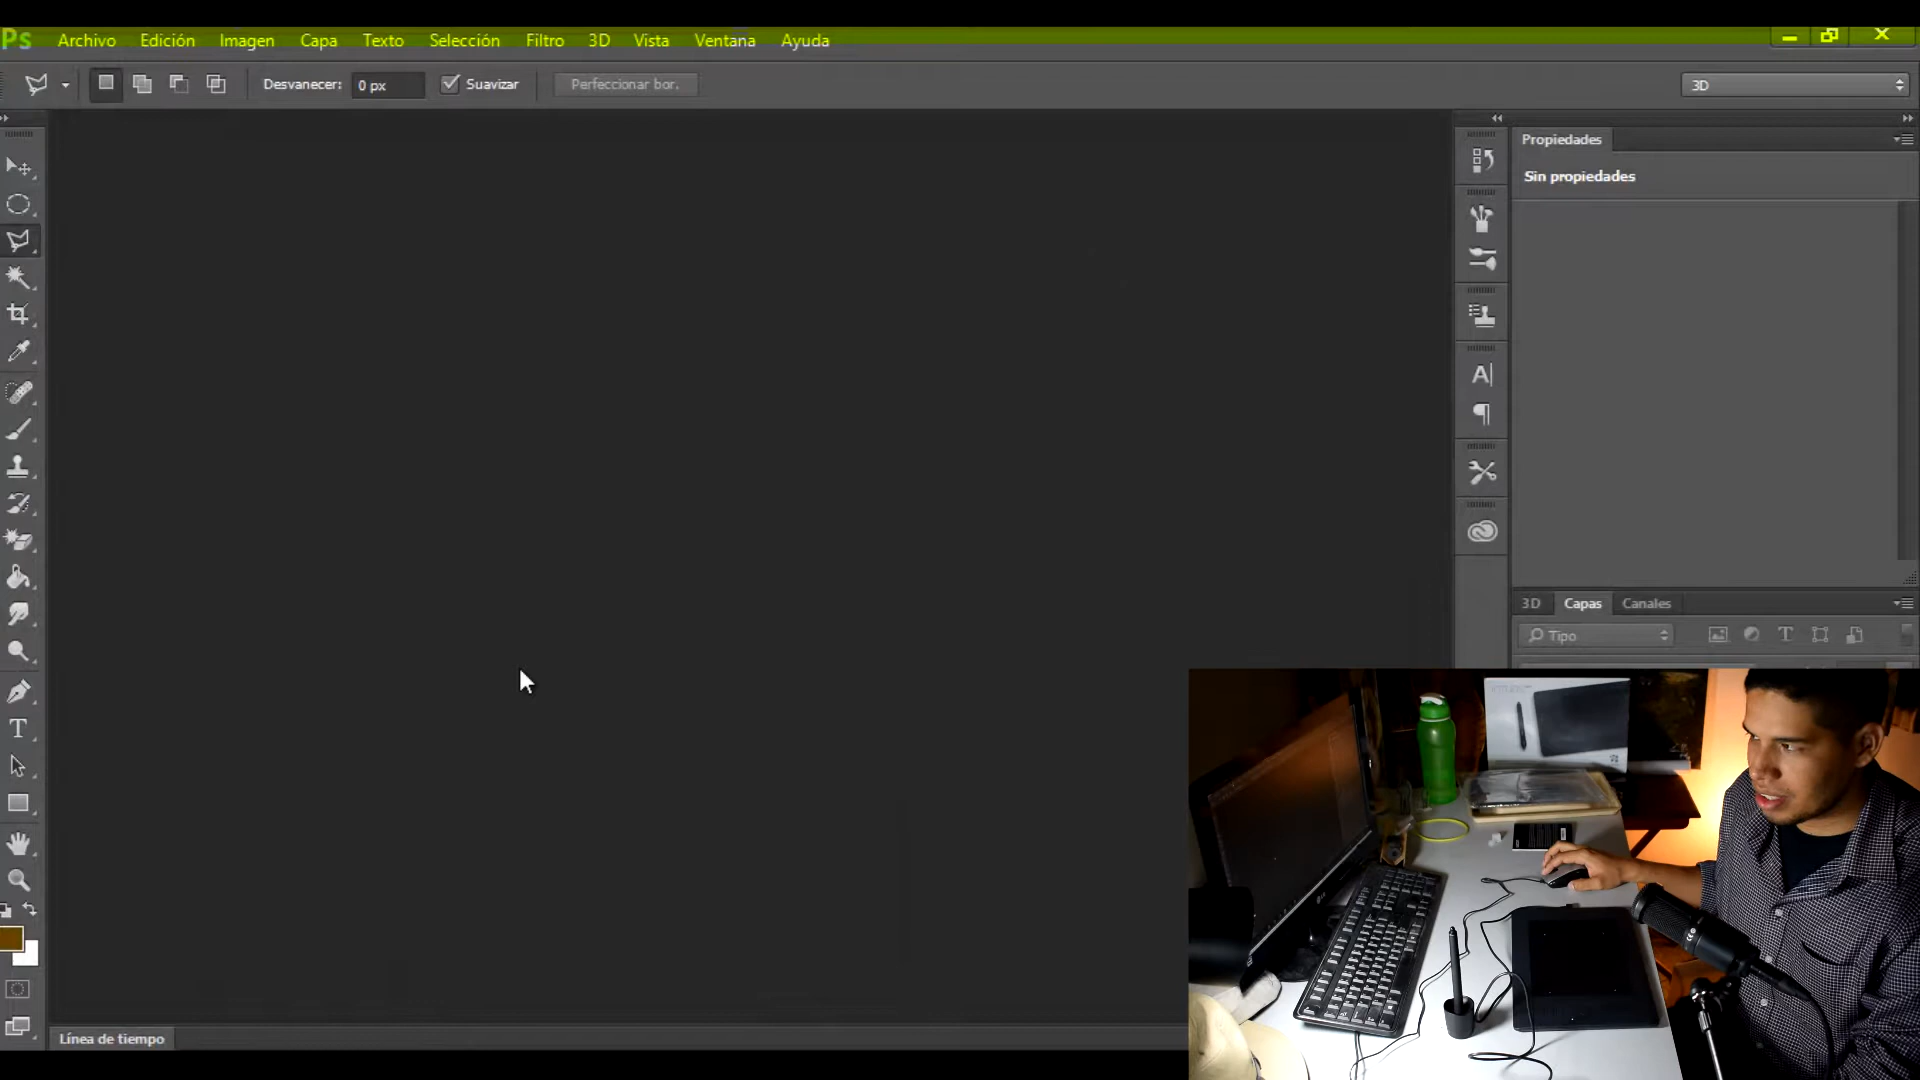 Ps Archivo Edición Imagen Capa Texto Selección Filtro 3D Vista Ventana Ayuda
Desvanecer: 0 px Suavizar Perfeccionar bor. 3D
Propiedades
Sin propiedades
3D Capas Canales
Tipo
Línea de tiempo